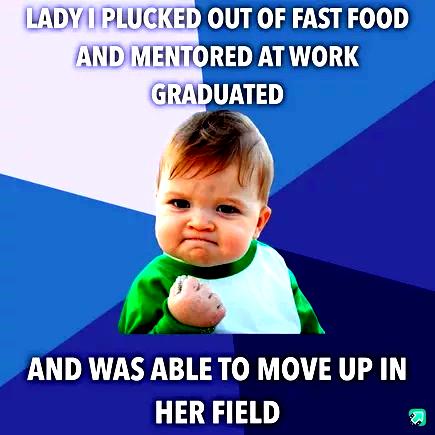 LADY I PLUCKED OUT OF FAST FOOD
AND MENTORED AT WORK
GRADUATED
AND WAS ABLE TO MOVE UP IN
HER FIELD